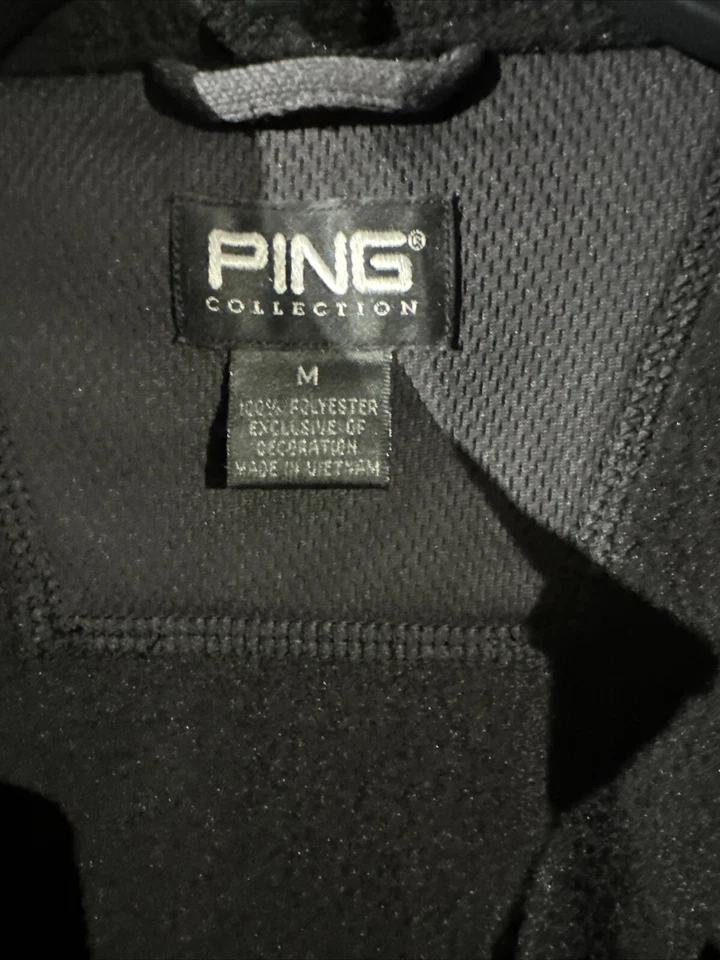 PING®
COLLECTION
M
100% POLYESTER
EXCLUSIVE OF
DECORATION
MADE IN VIETNAM